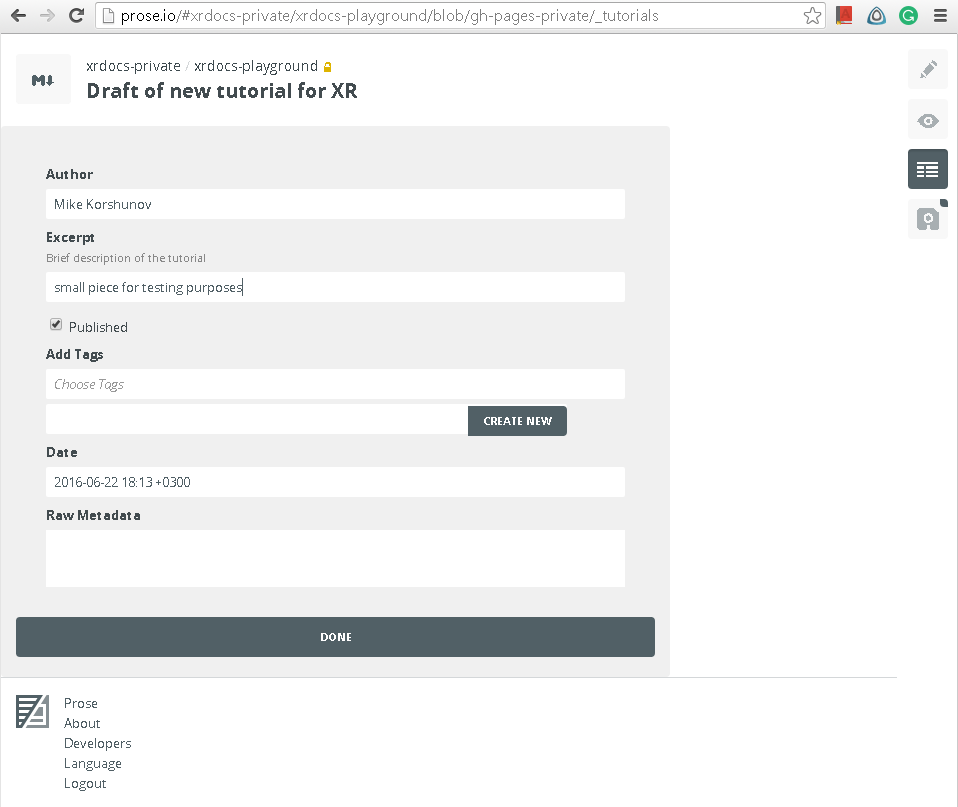 prose.io/#xrdocs-private/xrdocs-playground/blob/gh-pages-private/_tutorials
M↓
xrdocs-private / xrdocs-playground
Draft of new tutorial for XR
Author
Mike Korshunov
Excerpt
Brief description of the tutorial
small piece for testing purposes
Published
Add Tags
Choose Tags
CREATE NEW
Date
2016-06-22 18:13 +0300
Raw Metadata
DONE
Prose
About
Developers
Language
Logout